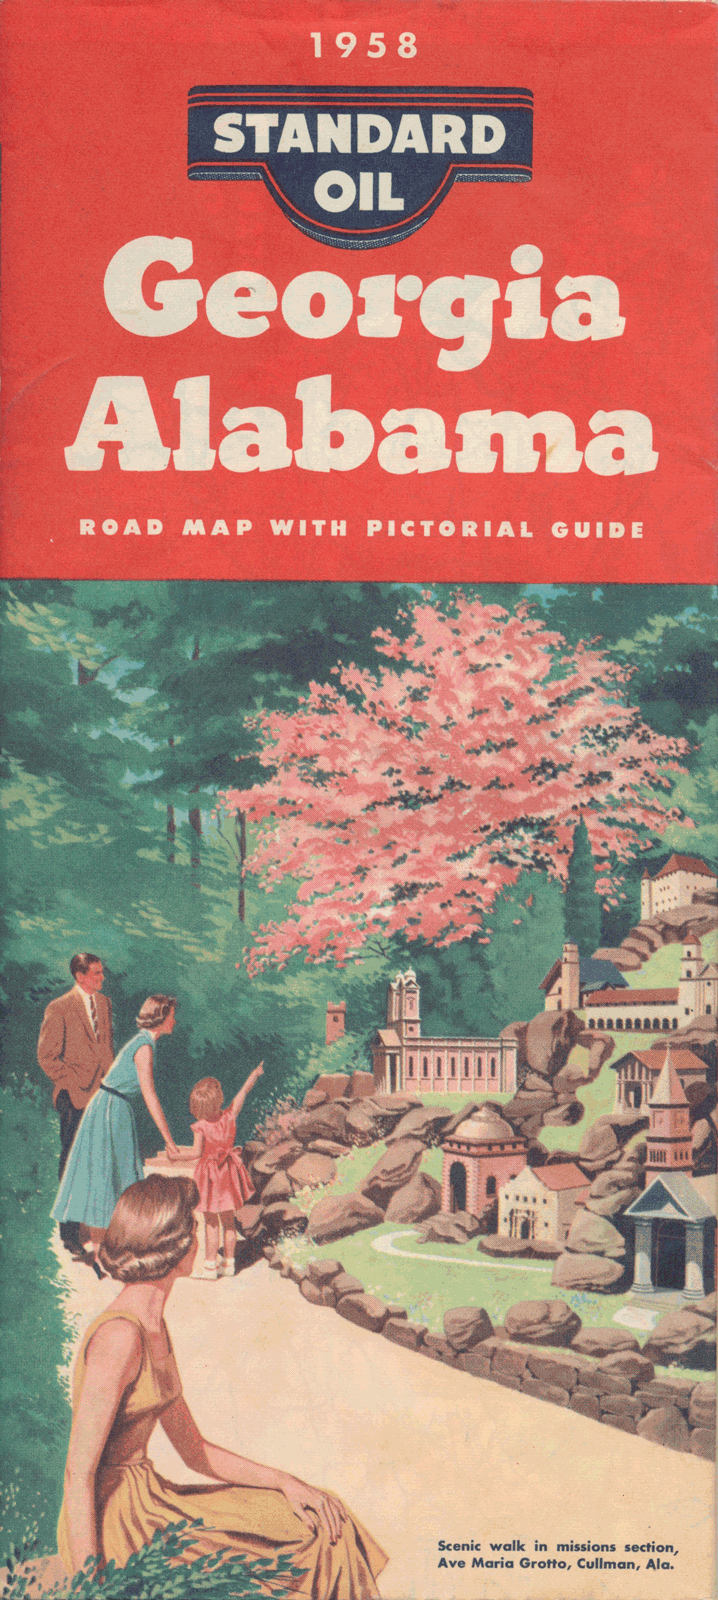 1958
STANDARD
OIL
Georgia
Alabama
ROAD MAP WITH PICTORIAL GUIDE
Scenic walk in missions section,
Ave Maria Grotto, Cullman, Ala.